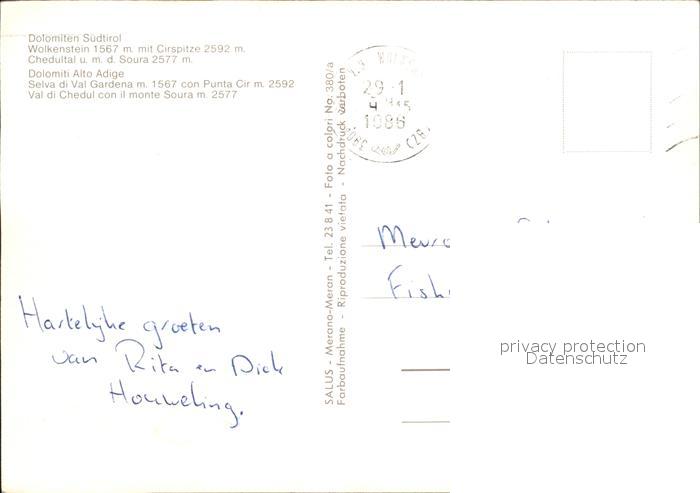 Dolomiten Südtirol
Wolkenstein 1567 m. mit Cirspitze 2592 m.
Chedultal u. m. d. Soura 2577 m.
Dolomiti Alto Adige
Selva di Val Gardena m. 1567 con Punta Cir m. 2592
Val di Chedul con il monte Soura m. 2577
SALUS - Merano-Meran - Tel. 23 8 41 - Foto a colori No. 380/a
Farbaufnahme - Riproduzione vietata - Nachdruck verboten
29 1
1986
(BZ)
Hartelijke groeten
van Rita en Dick
Houweling.
privacy protection
Datenschutz